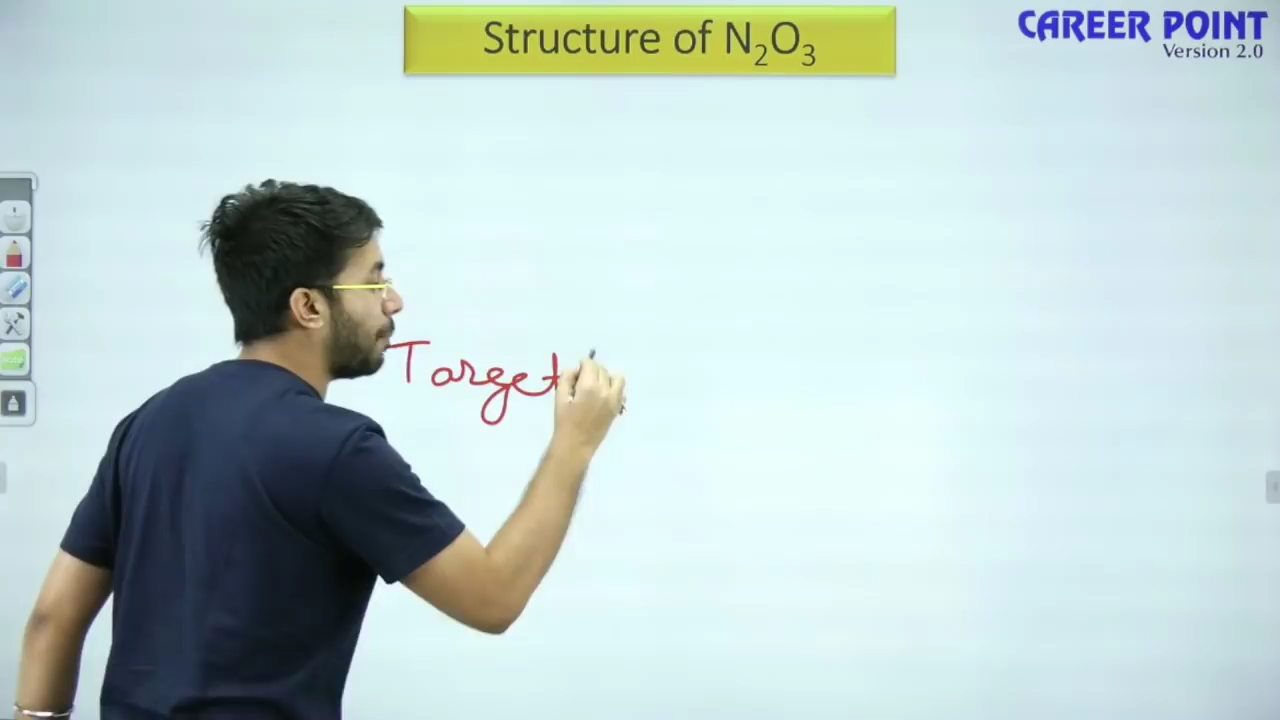 Structure of N₂O₃
CAREER POINT
Version 2.0
Target